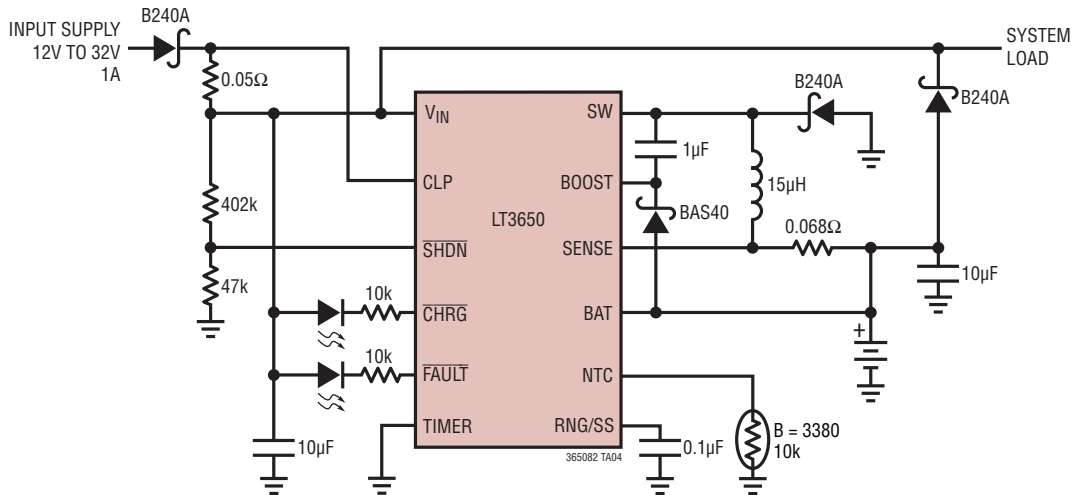 B240A
INPUT SUPPLY
12V TO 32V
1A
SYSTEM
LOAD
0.05Ω
B240A
B240A
VIN
SW
1µF
CLP
BOOST
15µH
402k
LT3650
BAS40
0.068Ω
SHDN
SENSE
47k
10µF
10k
CHRG
BAT
+
10k
FAULT
NTC
TIMER
RNG/SS
B = 3380
10k
10µF
0.1µF
365082 TA04